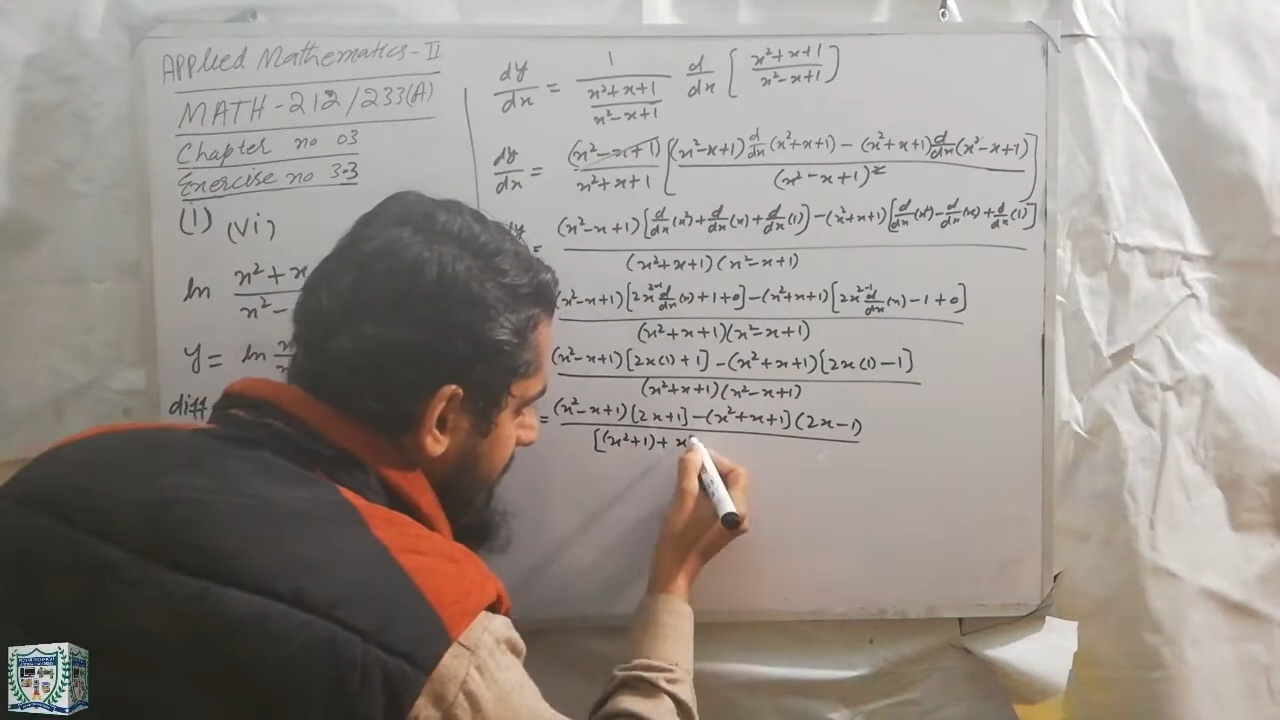 Applied Mathematics-II
MATH-212/233(A)
Chapter no 03
Exercise no 3.3
(1) (vi)
ln x²+x
x²-
y = ln
diff
dy/dx = 1/((x²+x+1)/(x²-x+1)) d/dx [(x²+x+1)/(x²-x+1)]
dy/dx = (x²-x+1)/(x²+x+1) [((x²-x+1) d/dx (x²+x+1) - (x²+x+1) d/dx (x²-x+1))/(x²-x+1)²]
= ((x²-x+1) [d/dx (x²) + d/dx (x) + d/dx (1)] - (x²+x+1) [d/dx (x²) - d/dx (x) + d/dx (1)])/((x²+x+1)(x²-x+1))
((x²-x+1) [2x²⁻¹ d/dx (x) + 1 + 0] - (x²+x+1) [2x²⁻¹ d/dx (x) - 1 + 0])/((x²+x+1)(x²-x+1))
((x²-x+1) [2x(1) + 1] - (x²+x+1) [2x(1) - 1])/((x²+x+1)(x²-x+1))
= ((x²-x+1) [2x+1] - (x²+x+1] (2x-1)
[(x²+1) + x